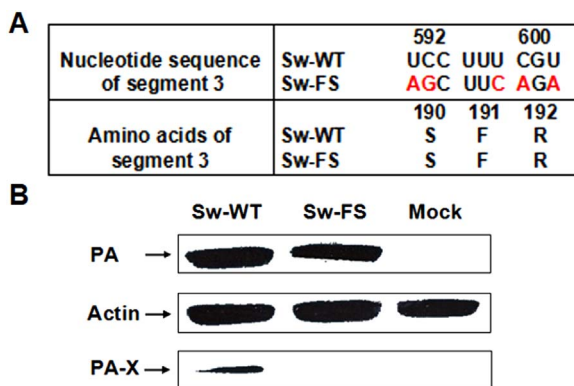 A
592 600
Nucleotide sequence of segment 3
Sw-WT UCC UUU CGU
Sw-FS AGC UUC AGA
190 191 192
Amino acids of segment 3
Sw-WT S F R
Sw-FS S F R
B
Sw-WT Sw-FS Mock
PA
Actin
PA-X